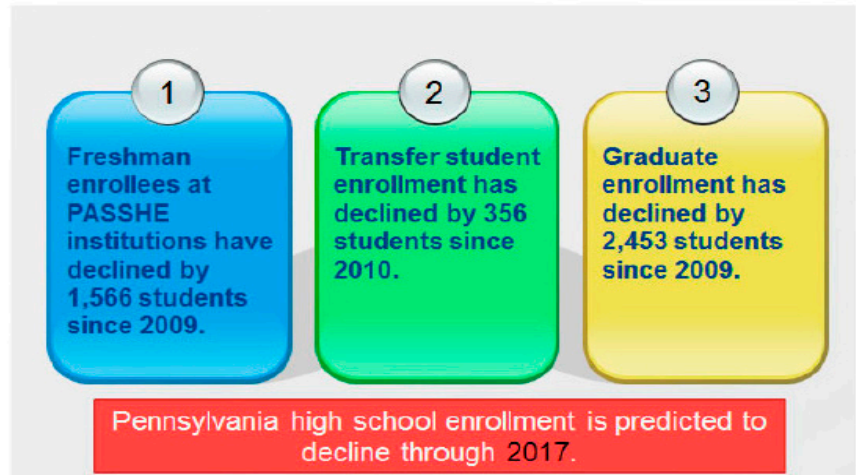 1
Freshman
enrollees at
PASSHE
institutions have
declined by
1,566 students
since 2009.
2
Transfer student
enrollment has
declined by 356
students since
2010.
3
Graduate
enrollment has
declined by
2,453 students
since 2009.
Pennsylvania high school enrollment is predicted to
decline through 2017.